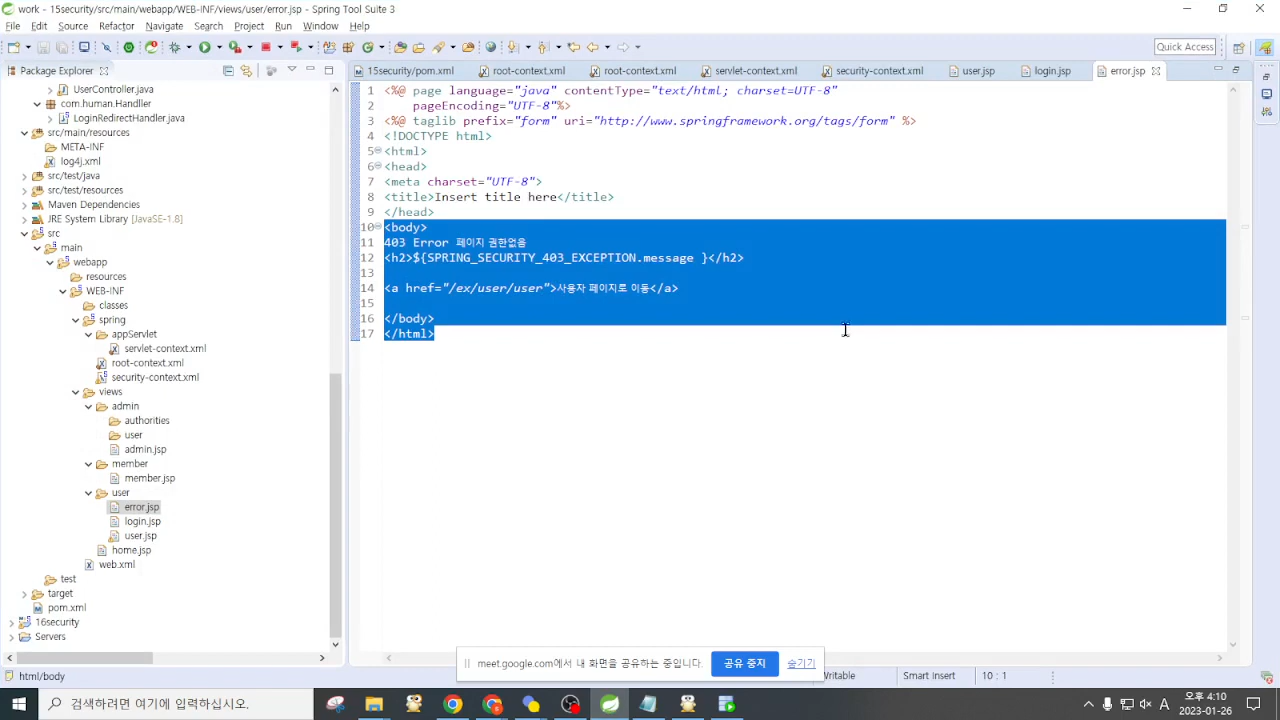 work - 15security/src/main/webapp/WEB-INF/views/user/error.jsp - Spring Tool Suite 3
File Edit Source Refactor Navigate Search Project Run Window Help
Quick Access
Package Explorer
15security/pom.xml root-context.xml root-context.xml servlet-context.xml security-context.xml user.jsp login.jsp error.jsp
UserController.java
com.human.Handler
LoginRedirectHandler.java
src/main/resources
META-INF
log4j.xml
src/test/java
src/test/resources
Maven Dependencies
JRE System Library [JavaSE-1.8]
src
main
webapp
resources
WEB-INF
classes
spring
appServlet
servlet-context.xml
root-context.xml
security-context.xml
views
admin
authorities
user
admin.jsp
member
member.jsp
user
error.jsp
login.jsp
user.jsp
home.jsp
web.xml
test
target
pom.xml
16security
Servers
1 <%@ page language="java" contentType="text/html; charset=UTF-8"
2 pageEncoding="UTF-8"%>
3 <%@ taglib prefix="form" uri="http://www.springframework.org/tags/form" %>
4 <!DOCTYPE html>
5 <html>
6 <head>
7 <meta charset="UTF-8">
8 <title>Insert title here</title>
9 </head>
10 <body>
11 403 Error 페이지 권한없음
12 <h2>${SPRING_SECURITY_403_EXCEPTION.message }</h2>
13
14 <a href="/ex/user/user">사용자 페이지로 이동</a>
15
16 </body>
17 </html>
meet.google.com에서 내 화면을 공유하는 중입니다. 공유 중지 숨기기
html/body Writable Smart Insert 10 : 1
검색하려면 여기에 입력하십시오.
A 오후 4:10
2023-01-26